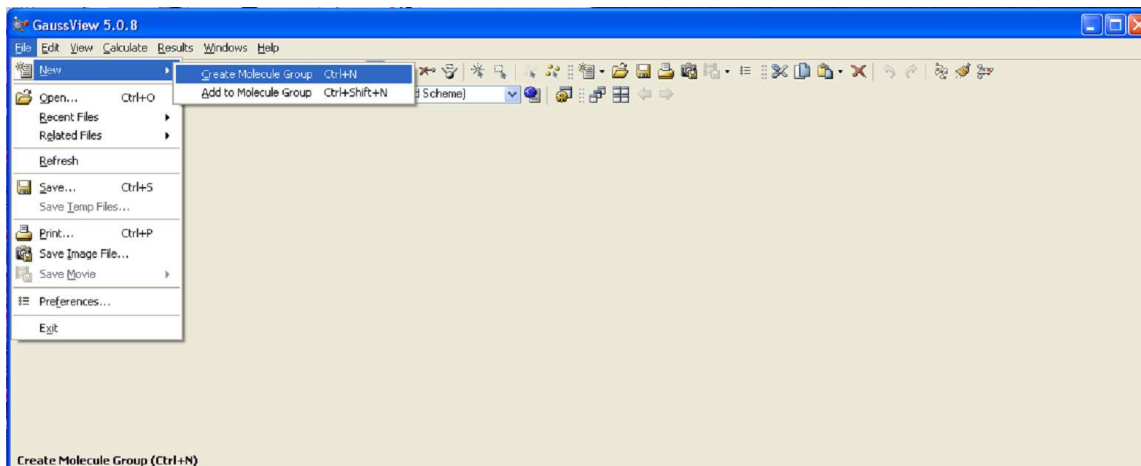 GaussView 5.0.8
File Edit View Calculate Results Windows Help
New
Create Molecule Group Ctrl+N
Add to Molecule Group Ctrl+Shift+N
d Scheme)
Open... Ctrl+O
Recent Files
Related Files
Refresh
Save... Ctrl+S
Save Temp Files...
Print... Ctrl+P
Save Image File...
Save Movie
Preferences...
Exit
Create Molecule Group (Ctrl+N)